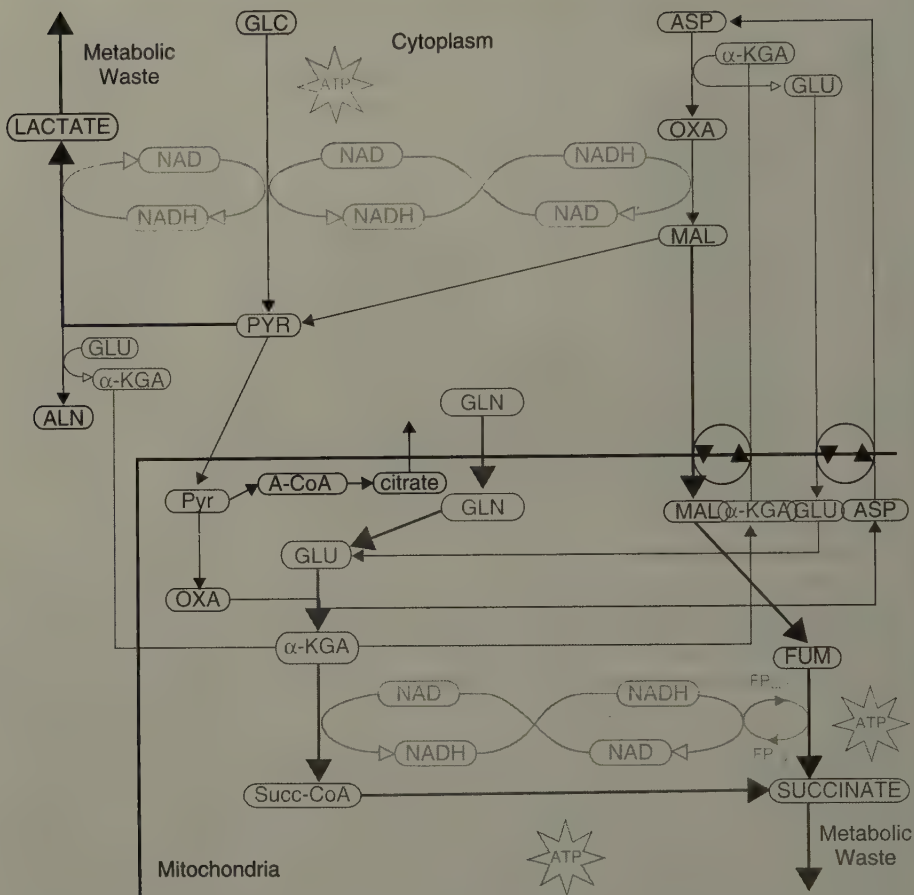 GLC
Cytoplasm
ASP
Metabolic
Waste
α-KGA
ATP
GLU
LACTATE
OXA
NAD
NAD
NADH
NADH
NADH
NAD
MAL
PYR
GLU
α-KGA
ALN
GLN
A-CoA
citrate
Pyr
GLN
MAL
α-KGA
GLU
ASP
GLU
OXA
α-KGA
FUM
NAD
NADH
FP
ATP
NADH
NAD
FP
Succ-CoA
SUCCINATE
Metabolic
Waste
ATP
Mitochondria